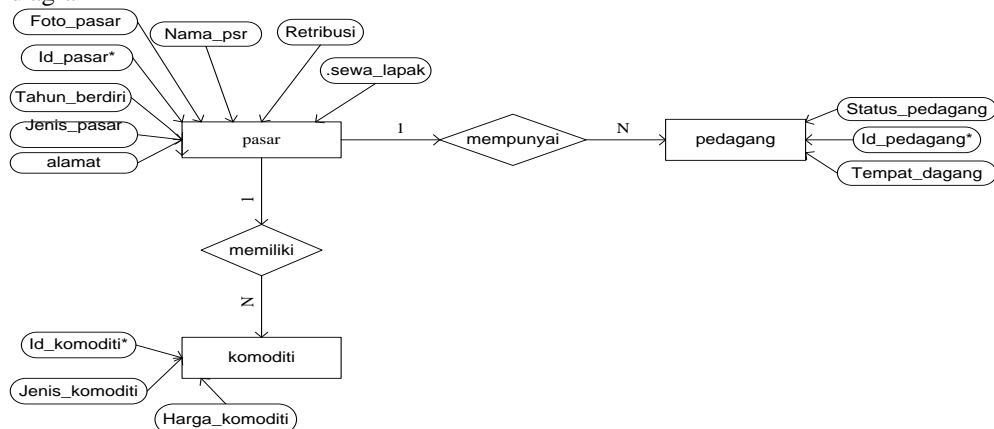 diagram
Foto_pasar
Nama_psr
Retribusi
Id_pasar*
.sewa_lapak
Tahun_berdiri
Jenis_pasar
alamat
pasar
1
mempunyai
N
pedagang
Status_pedagang
Id_pedagang*
Tempat_dagang
1
memiliki
N
Id_komoditi*
komoditi
Jenis_komoditi
Harga_komoditi